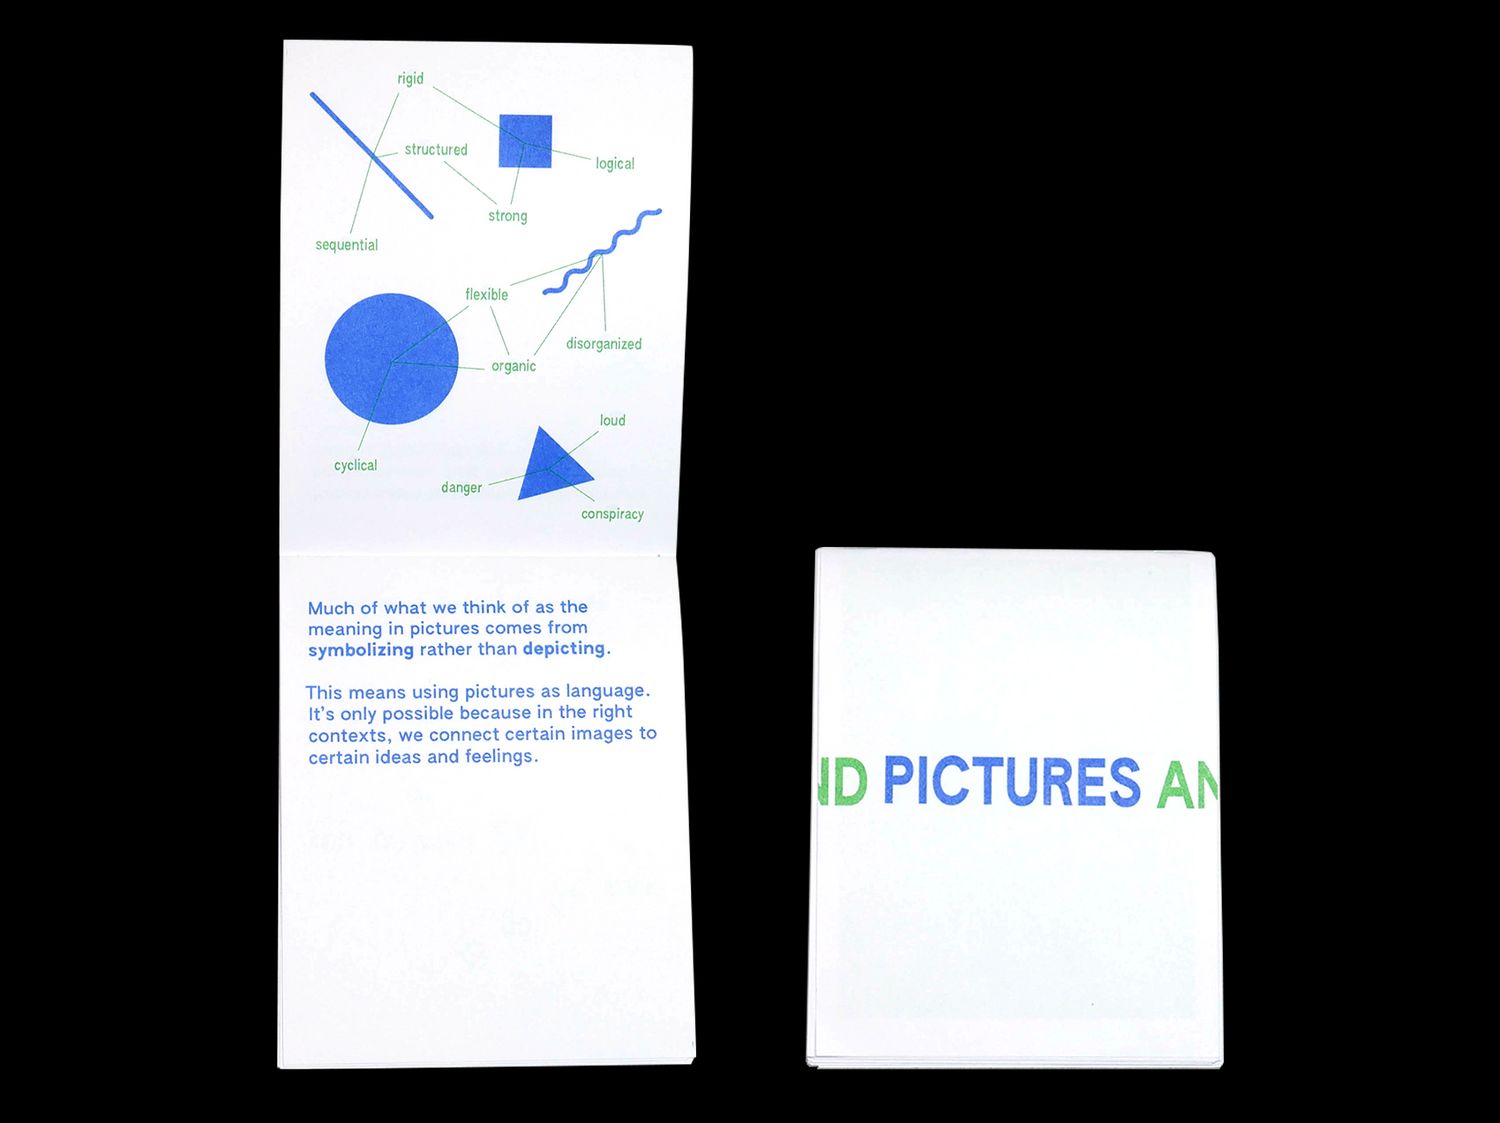 rigid
structured
logical
strong
sequential
flexible
disorganized
organic
loud
cyclical
danger
conspiracy
Much of what we think of as the
meaning in pictures comes from
symbolizing rather than depicting.
This means using pictures as language.
It's only possible because in the right
contexts, we connect certain images to
certain ideas and feelings.
ND PICTURES AN